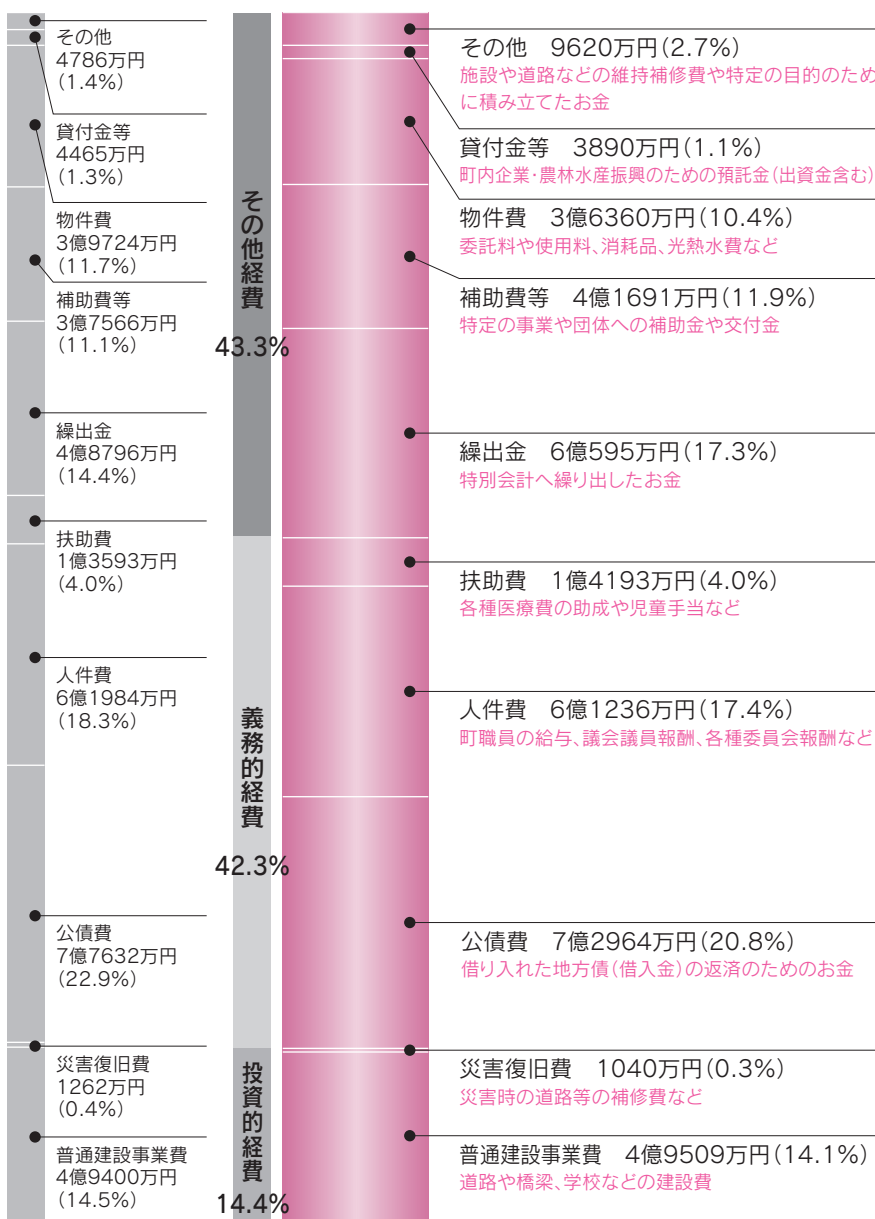 その他
4786万円
(1.4%)
貸付金等
4465万円
(1.3%)
物件費
3億9724万円
(11.7%)
補助費等
3億7566万円
(11.1%)
繰出金
4億8796万円
(14.4%)
扶助費
1億3593万円
(4.0%)
人件費
6億1984万円
(18.3%)
公債費
7億7632万円
(22.9%)
災害復旧費
1262万円
(0.4%)
普通建設事業費
4億9400万円
(14.5%)
その他経費
43.3%
義務的経費
42.3%
投資的経費
14.4%
その他 9620万円(2.7%)
施設や道路などの維持補修費や特定の目的のため
に積み立てたお金
貸付金等 3890万円(1.1%)
町内企業・農林水産振興のための預託金(出資金含む)
物件費 3億6360万円(10.4%)
委託料や使用料、消耗品、光熱水費など
補助費等 4億1691万円(11.9%)
特定の事業や団体への補助金や交付金
繰出金 6億595万円(17.3%)
特別会計へ繰り出したお金
扶助費 1億4193万円(4.0%)
各種医療費の助成や児童手当など
人件費 6億1236万円(17.4%)
町職員の給与、議会議員報酬、各種委員会報酬など
公債費 7億2964万円(20.8%)
借り入れた地方債(借入金)の返済のためのお金
災害復旧費 1040万円(0.3%)
災害時の道路等の補修費など
普通建設事業費 4億9509万円(14.1%)
道路や橋梁、学校などの建設費